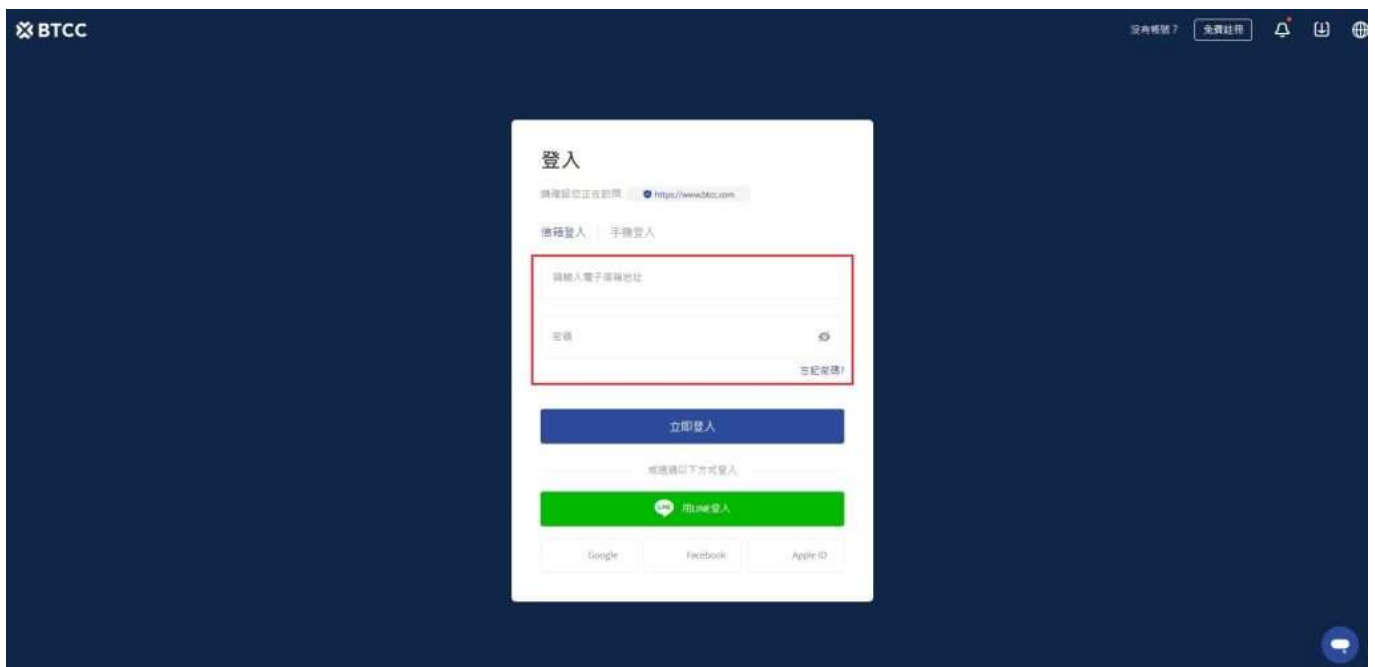 BTCC
沒有帳號？ 免費註冊
登入
請確認您正在訪問 https://www.btcc.com
信箱登入 手機登入
請輸入電子信箱地址
密碼
忘記密碼?
立即登入
或透過以下方式登入
LINE 用LINE登入
Google Facebook Apple ID